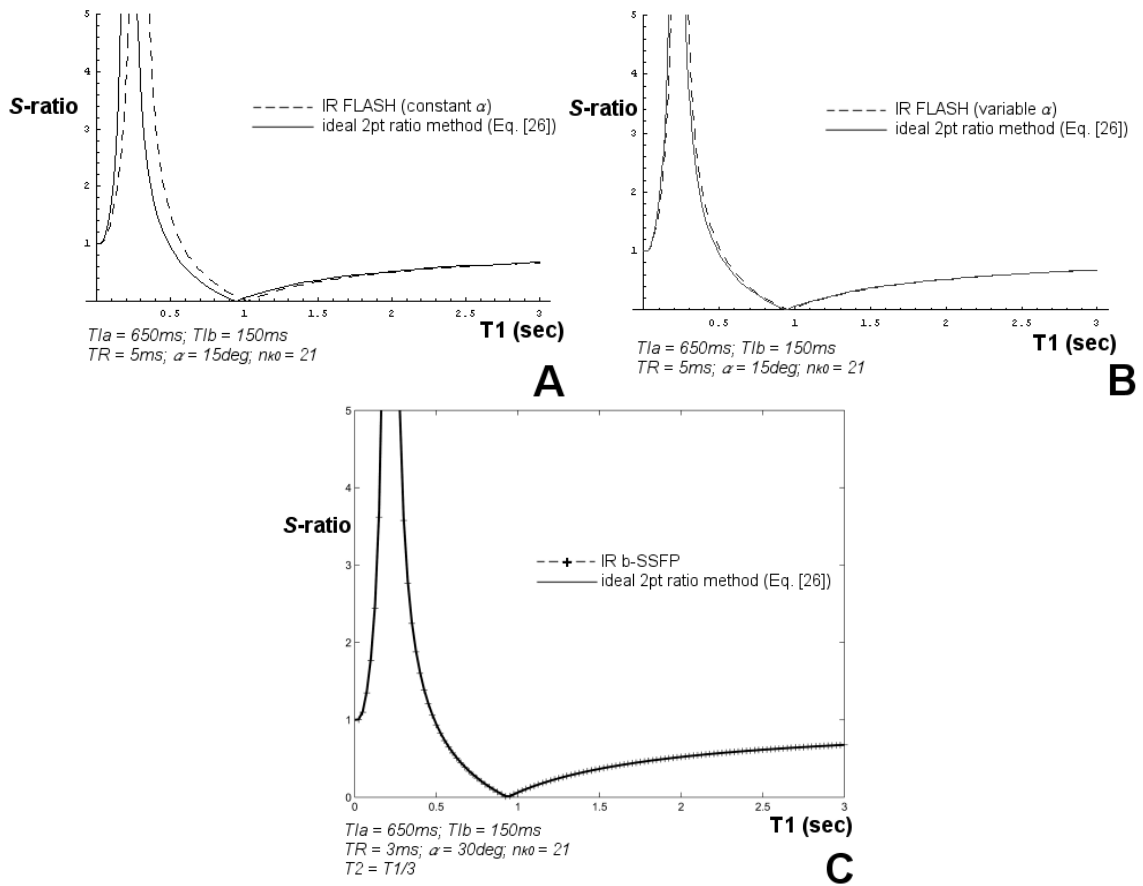 5
4
3
2
1
S-ratio
IR FLASH (constant α)
ideal 2pt ratio method (Eq. [26])
0.5 1 1.5 2 2.5 3
T1 (sec)
TIa = 650ms; TIb = 150ms
TR = 5ms; α = 15deg; nκ0 = 21
A
5
4
3
2
1
S-ratio
IR FLASH (variable α)
ideal 2pt ratio method (Eq. [26])
0.5 1 1.5 2 2.5 3
T1 (sec)
TIa = 650ms; TIb = 150ms
TR = 5ms; α = 15deg; nκ0 = 21
B
5
4
3
2
1
0
S-ratio
IR b-SSFP
ideal 2pt ratio method (Eq. [26])
0 0.5 1 1.5 2 2.5 3
T1 (sec)
TIa = 650ms; TIb = 150ms
TR = 3ms; α = 30deg; nκ0 = 21
T2 = T1/3
C